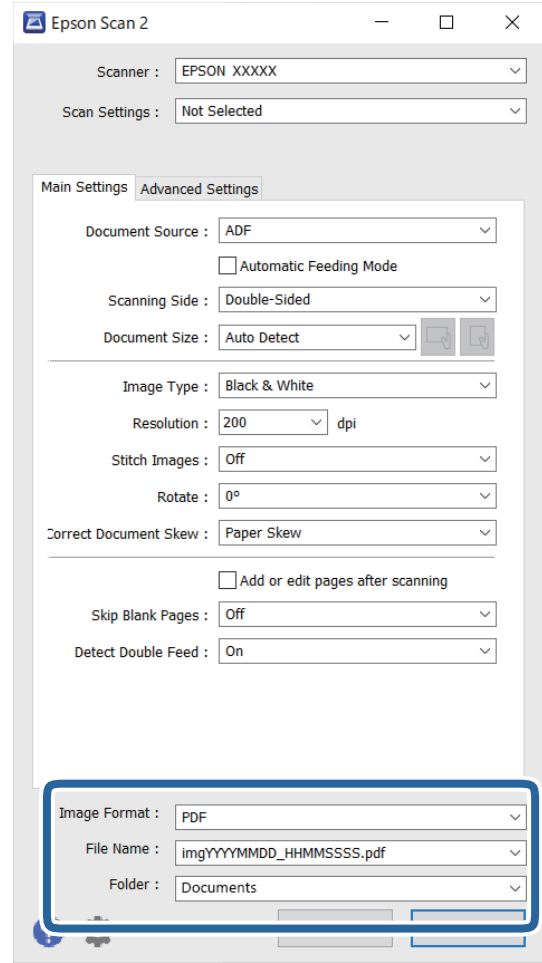 Epson Scan 2
Scanner : EPSON XXXXX
Scan Settings : Not Selected
Main Settings Advanced Settings
Document Source : ADF
Automatic Feeding Mode
Scanning Side : Double-Sided
Document Size : Auto Detect
Image Type : Black & White
Resolution : 200 dpi
Stitch Images : Off
Rotate : 0°
Correct Document Skew : Paper Skew
Add or edit pages after scanning
Skip Blank Pages : Off
Detect Double Feed : On
Image Format : PDF
File Name : imgYYYYMMDD_HHMMSSSS.pdf
Folder : Documents